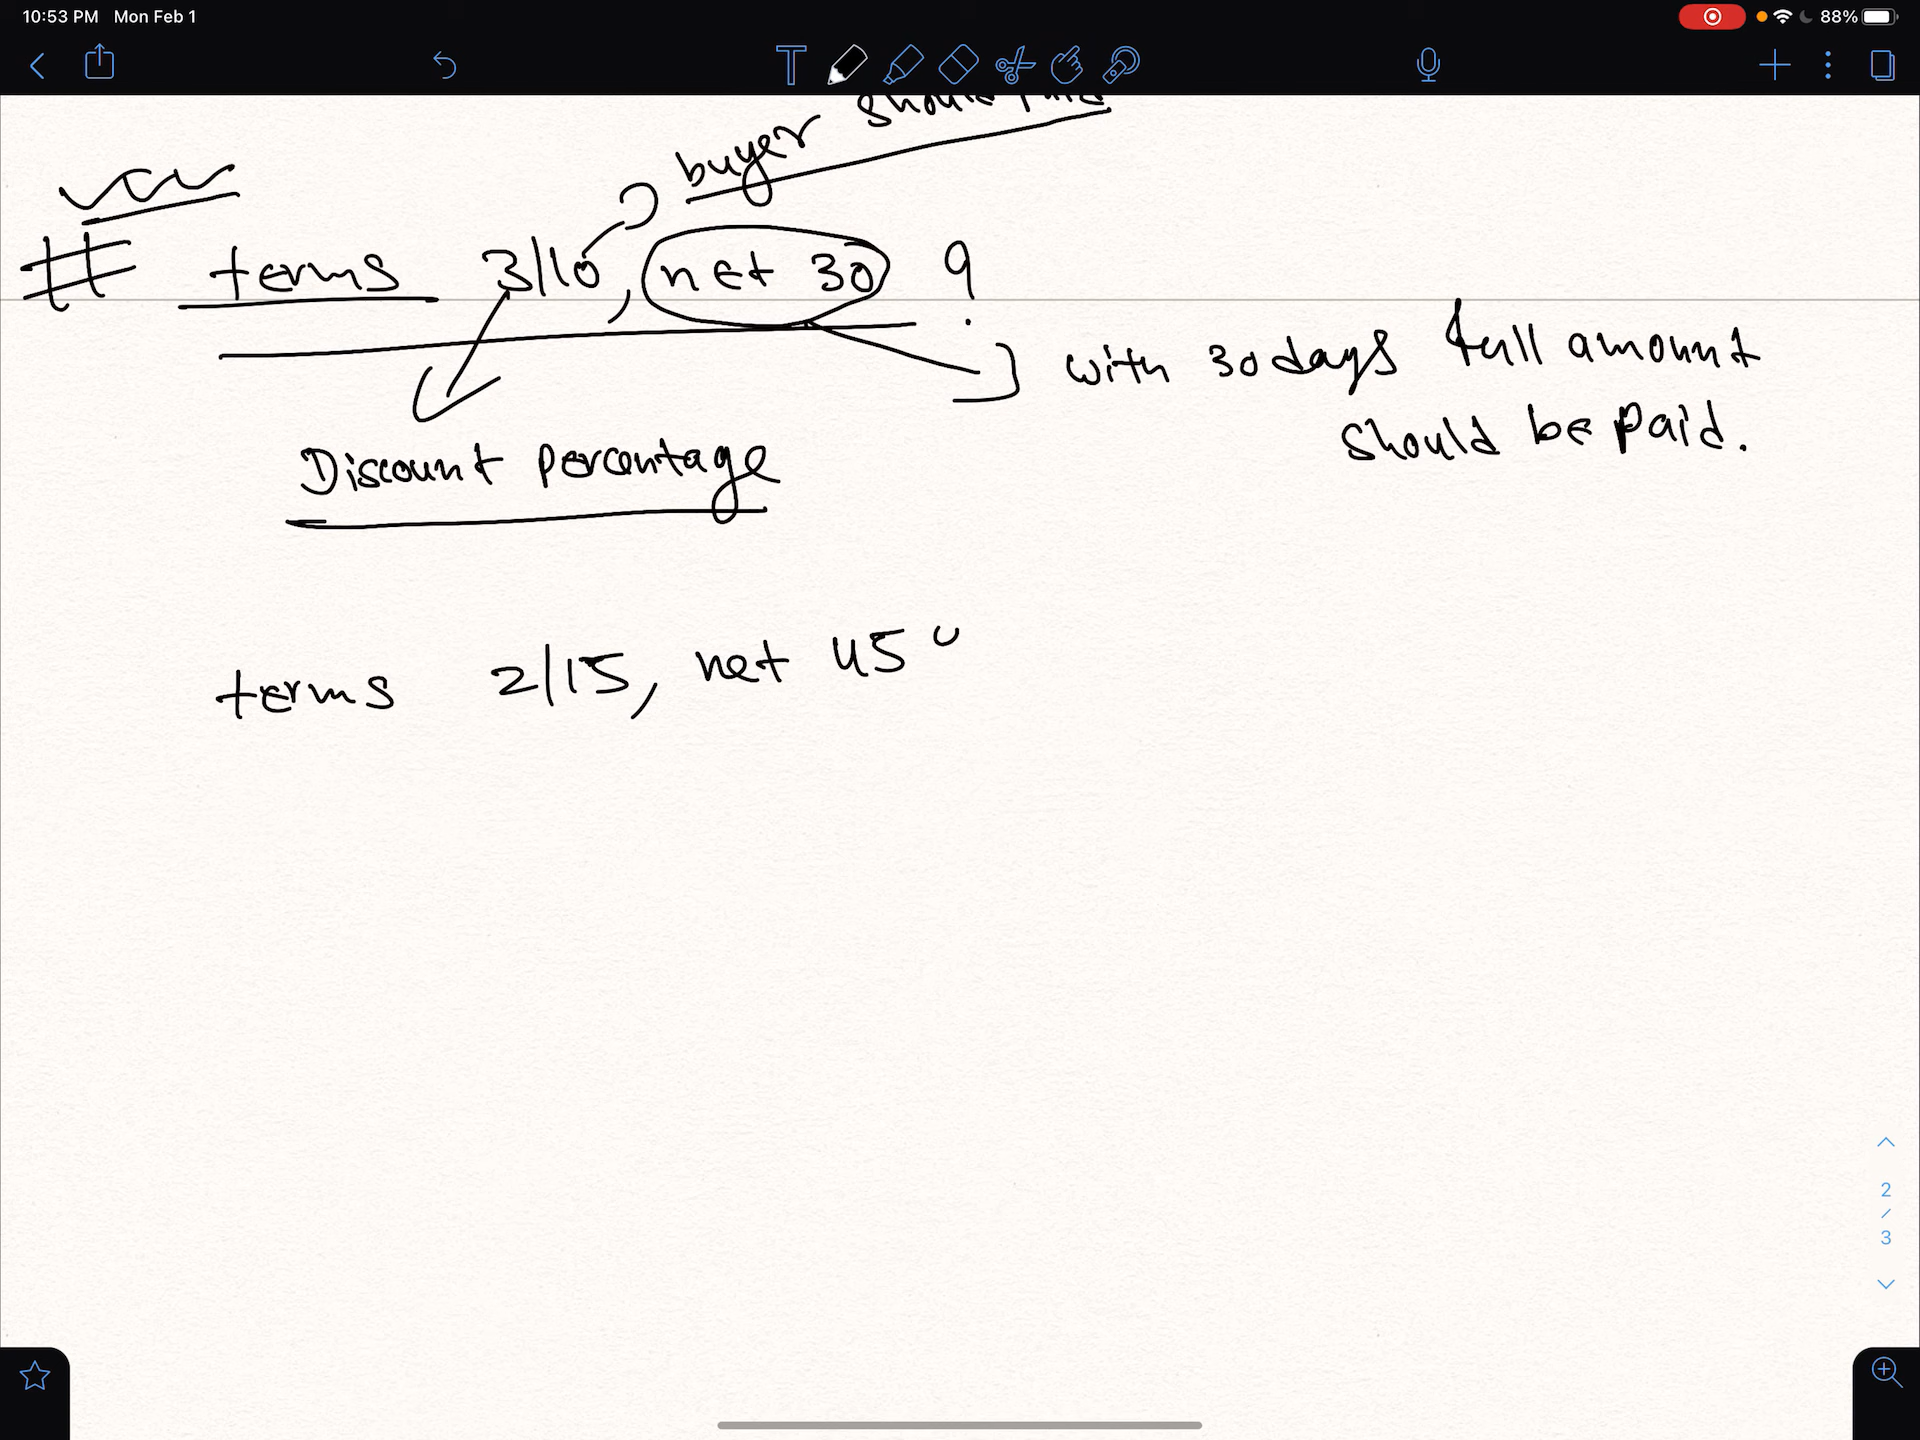 10:53 PM Mon Feb 1
88%
buyer should
# terms 3/10, net 30 ?
with 30 days full amount
should be paid.
Discount percentage
terms 2/15, net 45
2
/
3